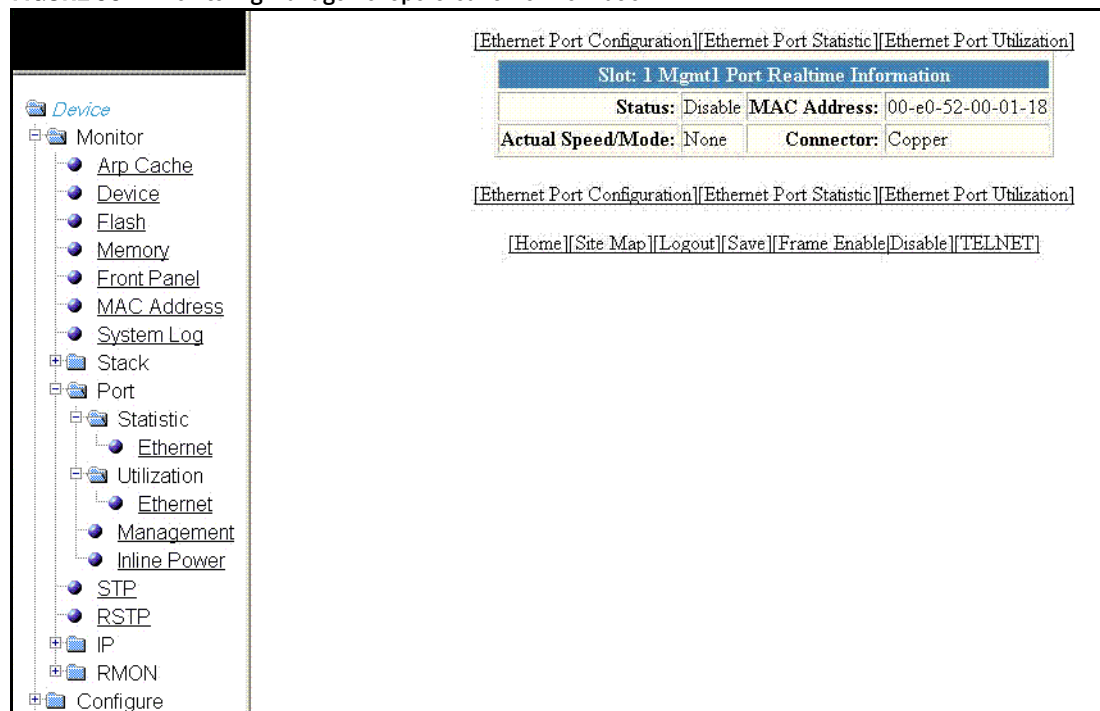 [Ethernet Port Configuration][Ethernet Port Statistic][Ethernet Port Utilization]
Slot: 1 Mgmt1 Port Realtime Information
Status: Disable MAC Address: 00-e0-52-00-01-18
Actual Speed/Mode: None Connector: Copper
[Ethernet Port Configuration][Ethernet Port Statistic][Ethernet Port Utilization]
[Home][Site Map][Logout][Save][Frame Enable|Disable][TELNET]
Device
Monitor
Arp Cache
Device
Flash
Memory
Front Panel
MAC Address
System Log
Stack
Port
Statistic
Ethernet
Utilization
Ethernet
Management
Inline Power
STP
RSTP
IP
RMON
Configure